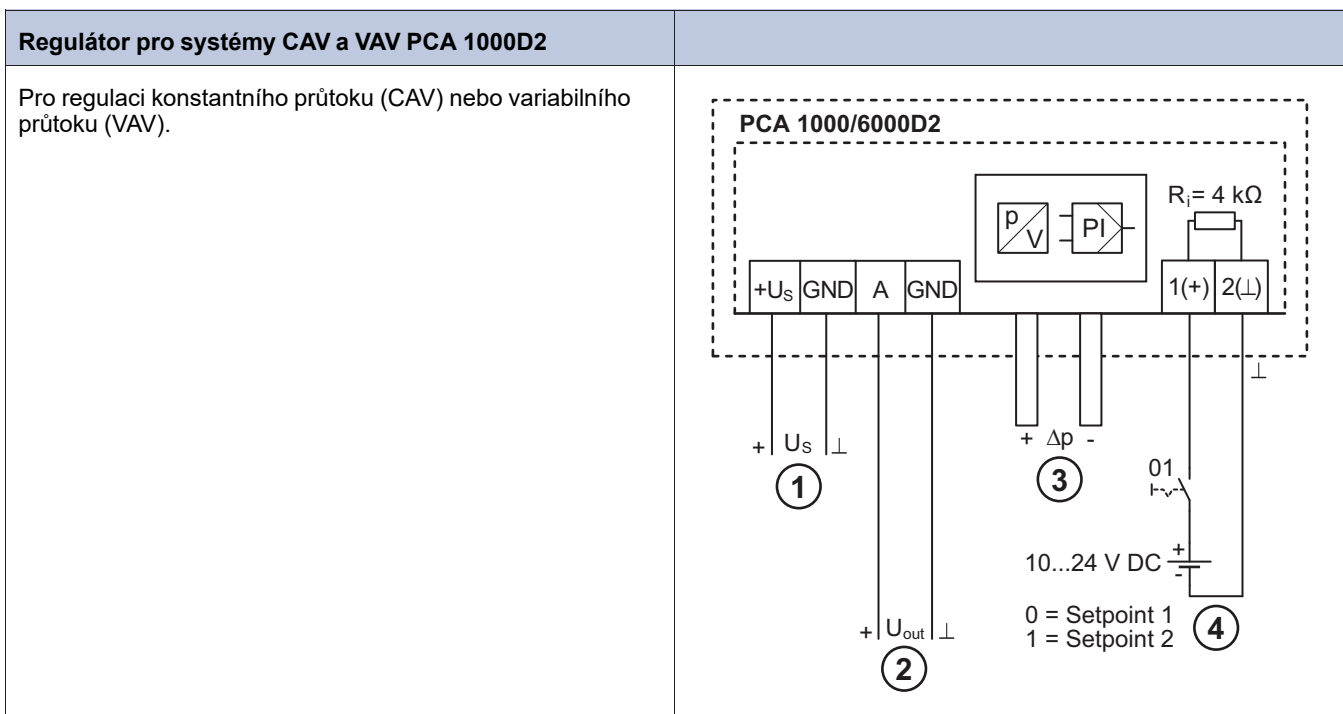 Regulátor pro systémy CAV a VAV PCA 1000D2
Pro regulaci konstantního průtoku (CAV) nebo variabilního
průtoku (VAV).
PCA 1000/6000D2
Ri= 4 kΩ
p
V
PI
+US GND A GND
1(+) 2(⊥)
⊥
+ US ⊥
1
+ Δp -
3
01
10...24 V DC
+
-
0 = Setpoint 1
1 = Setpoint 2
4
+ Uout ⊥
2